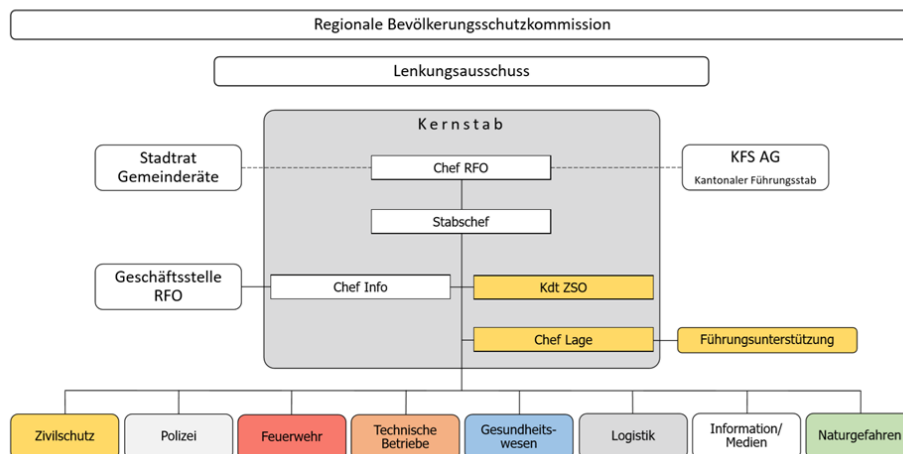 Regionale Bevölkerungsschutzkommission
Lenkungsausschuss
Kernstab
Stadtrat
Gemeinderäte
Chef RFO
KFS AG
Kantonaler Führungsstab
Stabschef
Geschäftsstelle
RFO
Chef Info
Kdt ZSO
Chef Lage
Führungsunterstützung
Zivilschutz
Polizei
Feuerwehr
Technische
Betriebe
Gesundheits-
wesen
Logistik
Information/
Medien
Naturgefahren